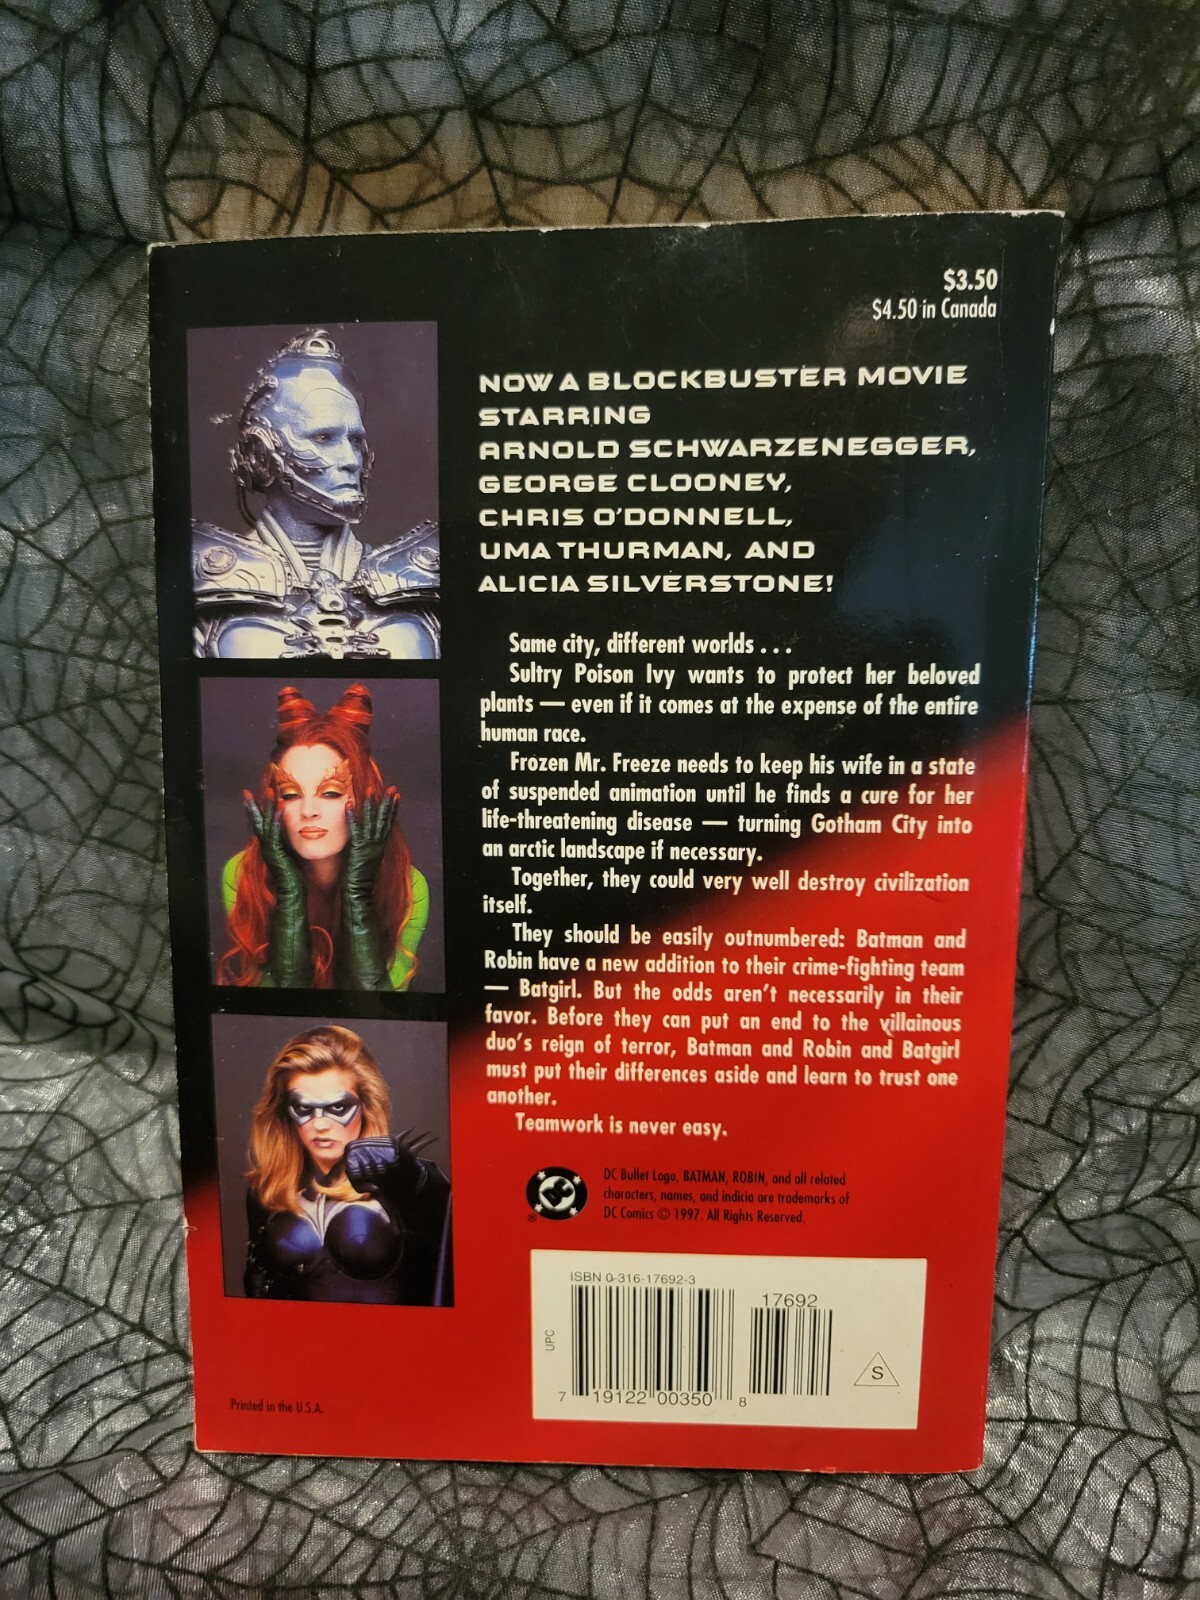 $3.50
$4.50 in Canada
NOW A BLOCKBUSTER MOVIE
STARRING
ARNOLD SCHWARZENEGGER,
GEORGE CLOONEY,
CHRIS O'DONNELL,
UMA THURMAN, AND
ALICIA SILVERSTONE!
Same city, different worlds . . .
Sultry Poison Ivy wants to protect her beloved
plants — even if it comes at the expense of the entire
human race.
Frozen Mr. Freeze needs to keep his wife in a state
of suspended animation until he finds a cure for her
life-threatening disease — turning Gotham City into
an arctic landscape if necessary.
Together, they could very well destroy civilization
itself.
They should be easily outnumbered: Batman and
Robin have a new addition to their crime-fighting team
— Batgirl. But the odds aren't necessarily in their
favor. Before they can put an end to the villainous
duo's reign of terror, Batman and Robin and Batgirl
must put their differences aside and learn to trust one
another.
Teamwork is never easy.
DC
®
DC Bullet Logo, BATMAN, ROBIN, and all related
characters, names, and indicia are trademarks of
DC Comics © 1997. All Rights Reserved.
ISBN 0-316-17692-3
17692
UPC
7 19122 00350 8
S
Printed in the U.S.A.